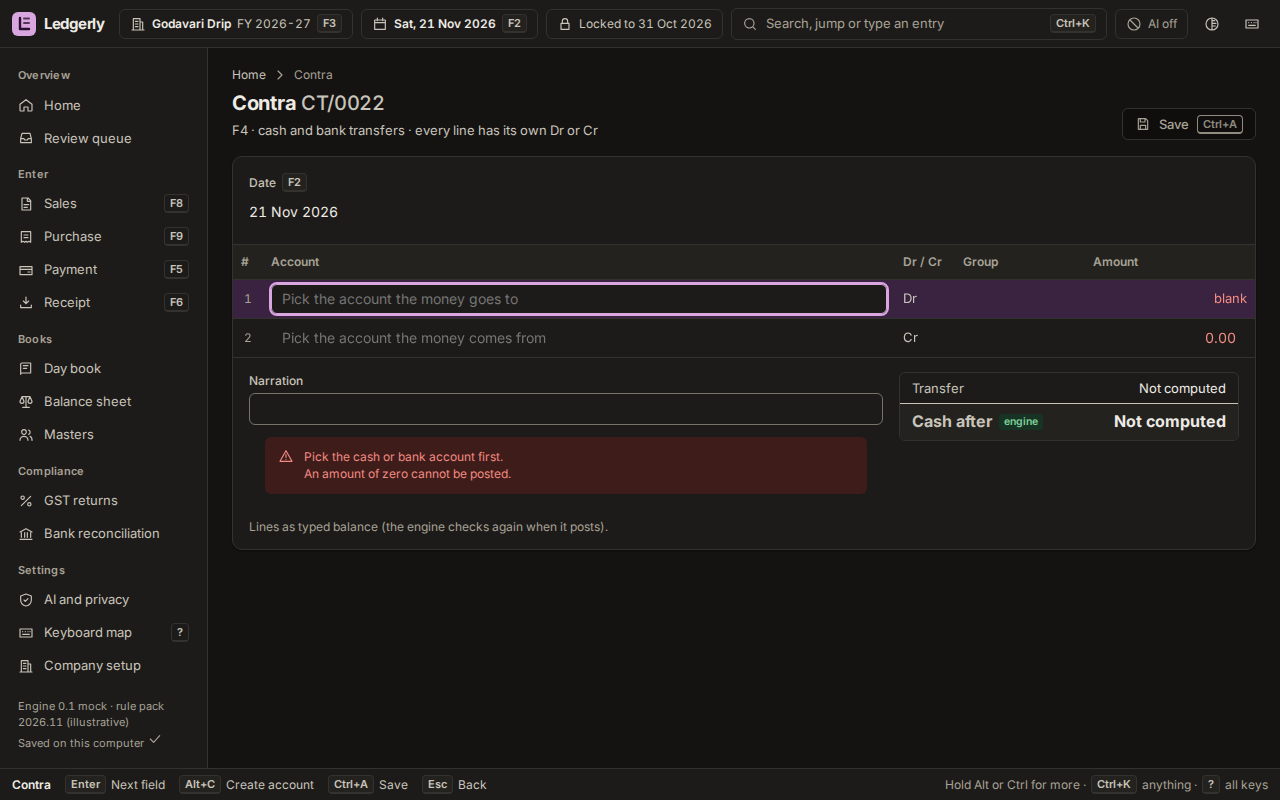 Ledgerly
Godavari Drip FY 2026-27 F3
Sat, 21 Nov 2026 F2
Locked to 31 Oct 2026
Search, jump or type an entry Ctrl+K
AI off
Overview
Home
Review queue
Enter
Sales F8
Purchase F9
Payment F5
Receipt F6
Books
Day book
Balance sheet
Masters
Compliance
GST returns
Bank reconciliation
Settings
AI and privacy
Keyboard map ?
Company setup
Engine 0.1 mock · rule pack
2026.11 (illustrative)
Saved on this computer
Home > Contra
Contra CT/0022
F4 · cash and bank transfers · every line has its own Dr or Cr
Save Ctrl+A
Date F2
21 Nov 2026
# Account Dr / Cr Group Amount
1 Pick the account the money goes to Dr blank
2 Pick the account the money comes from Cr 0.00
Narration
Pick the cash or bank account first.
An amount of zero cannot be posted.
Lines as typed balance (the engine checks again when it posts).
Transfer Not computed
Cash after engine Not computed
Contra Enter Next field Alt+C Create account Ctrl+A Save Esc Back
Hold Alt or Ctrl for more · Ctrl+K anything · ? all keys